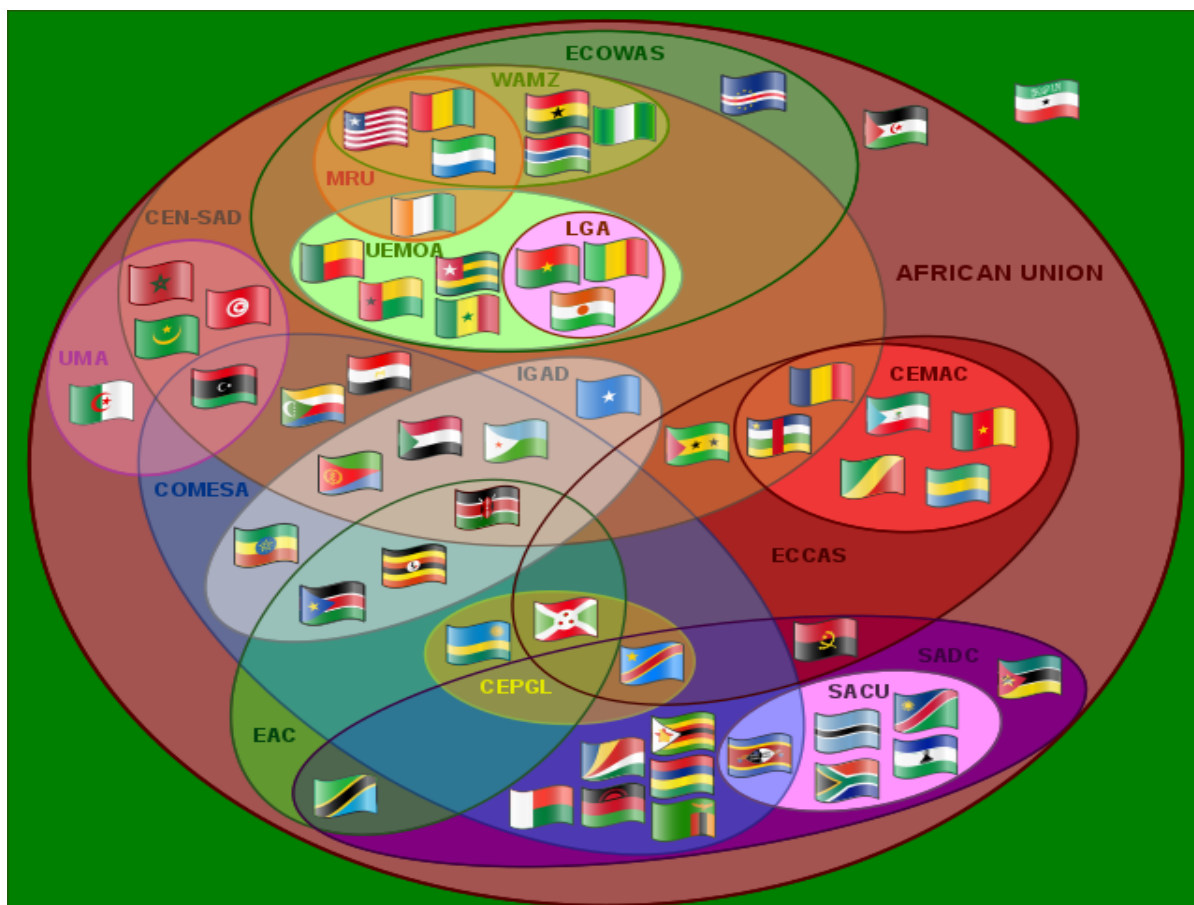 ECOWAS
WAMZ
MRU
CEN-SAD
LGA
UEMOA
AFRICAN UNION
UMA
IGAD
CEMAC
COMESA
ECCAS
SADC
CEPGL
SACU
EAC